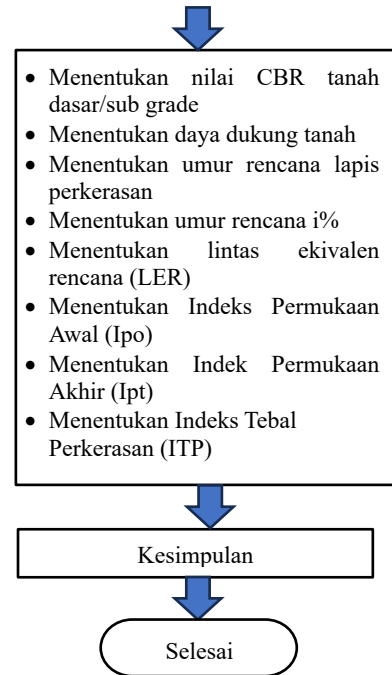 • Menentukan nilai CBR tanah
dasar/sub grade
• Menentukan daya dukung tanah
• Menentukan umur rencana lapis
perkerasan
• Menentukan umur rencana i%
• Menentukan lintas ekivalen
rencana (LER)
• Menentukan Indeks Permukaan
Awal (Ipo)
• Menentukan Indek Permukaan
Akhir (Ipt)
• Menentukan Indeks Tebal
Perkerasan (ITP)
Kesimpulan
Selesai